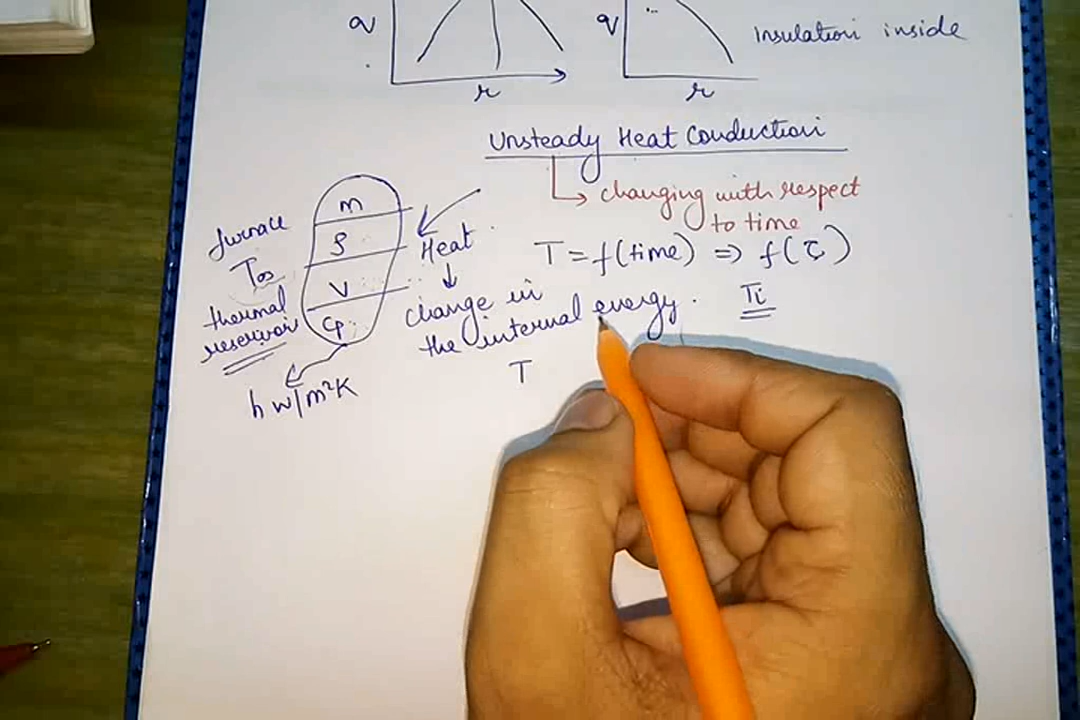 q
q
Insulation inside
r
r
Unsteady Heat Conduction
changing with respect
to time
furnace
T∞
thermal
reservior
m
ρ
V
Cp
Heat
T = f(time) ⇒ f(τ)
change in
the internal energy.
Ti
T
h w/m²K